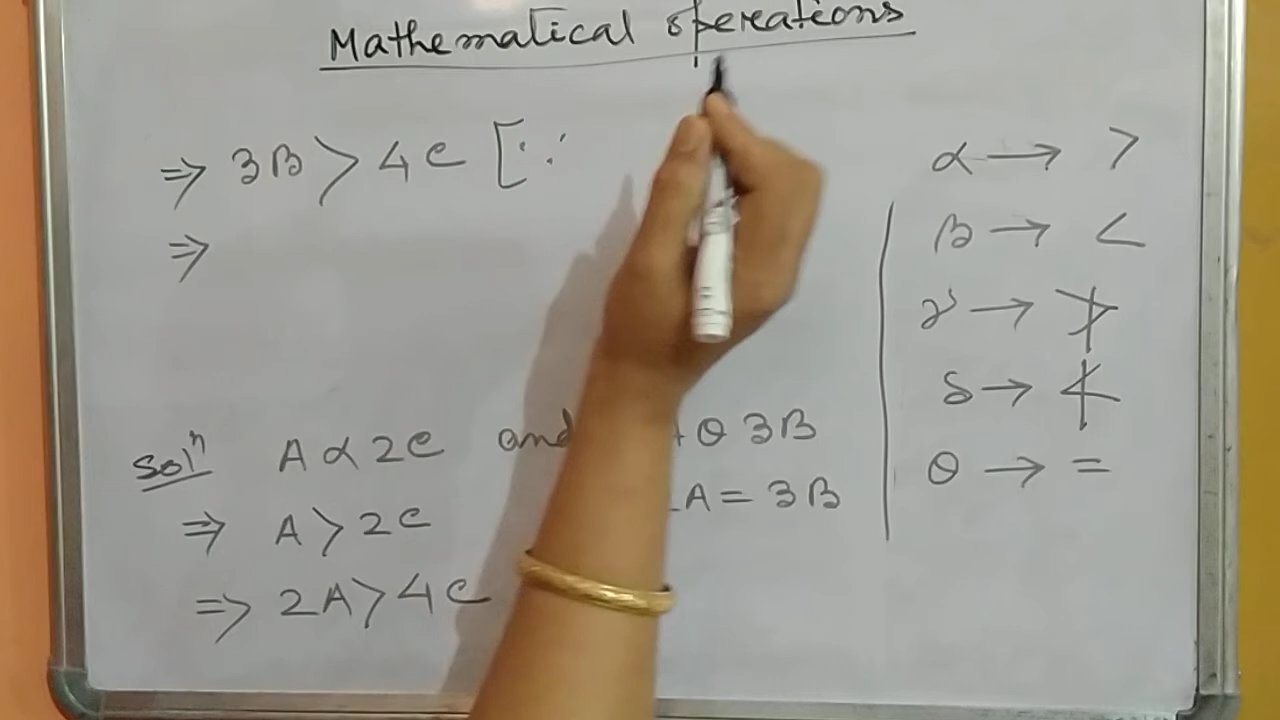 Mathematical operations
⇒ 3B > 4C [∵
⇒
Solⁿ A α 2C and A θ 3B
⇒ A > 2C A = 3B
⇒ 2A > 4C
α → >
β → <
γ → ≯
δ → ≮
θ → =